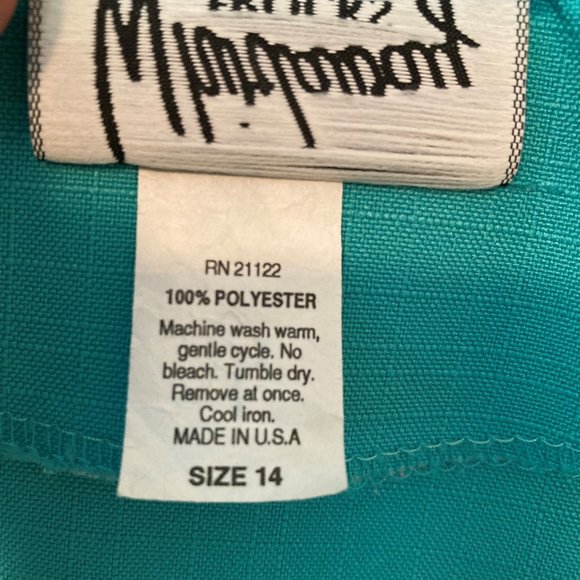 RN 21122
100% POLYESTER
Machine wash warm,
gentle cycle. No
bleach. Tumble dry.
Remove at once.
Cool iron.
MADE IN U.S.A
SIZE 14